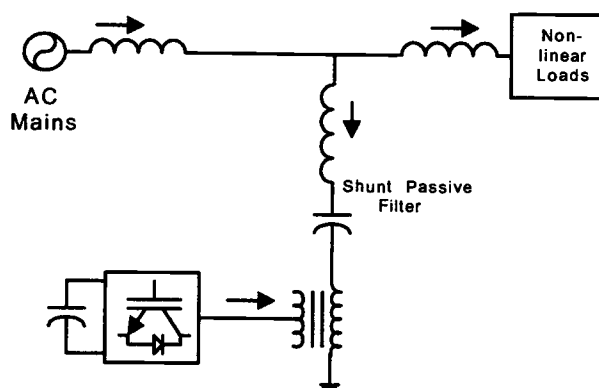 Non-
linear
Loads
AC
Mains
Shunt Passive
Filter